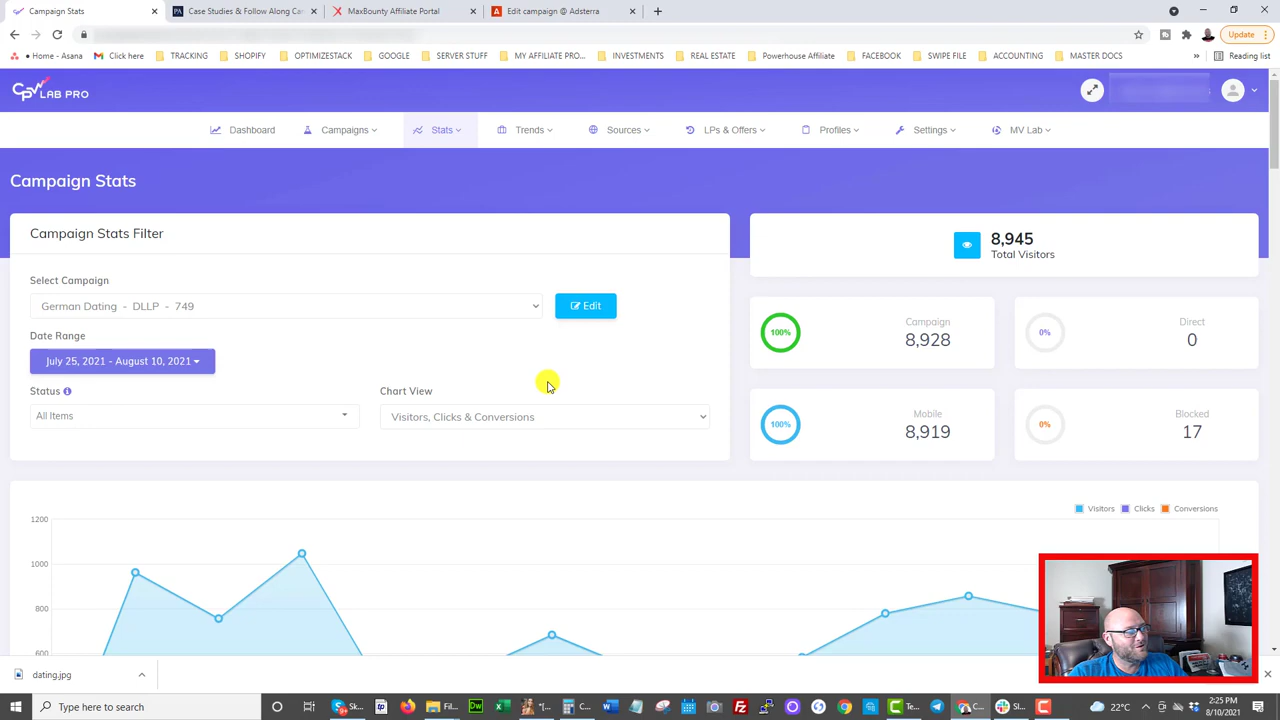 Campaign Stats
Case Studies & Follow Along Can
MaxBounty Affiliate Portal
Edit campaign @ Adsterra
Update
Home - Asana
Click here
TRACKING
SHOPIFY
OPTIMIZESTACK
GOOGLE
SERVER STUFF
MY AFFILIATE PRO...
INVESTMENTS
REAL ESTATE
Powerhouse Affiliate
FACEBOOK
SWIPE FILE
ACCOUNTING
MASTER DOCS
Reading list
CPV LAB PRO
Dashboard
Campaigns
Stats
Trends
Sources
LPs & Offers
Profiles
Settings
MV Lab
Campaign Stats
Campaign Stats Filter
Select Campaign
German Dating - DLLP - 749
Edit
Date Range
July 25, 2021 - August 10, 2021
Status
Chart View
All Items
Visitors, Clicks & Conversions
8,945
Total Visitors
100%
Campaign
8,928
0%
Direct
0
100%
Mobile
8,919
0%
Blocked
17
Visitors
Clicks
Conversions
1200
1000
800
600
dating.jpg
Type here to search
Sk...
Fil...
C...
W...
Te...
C...
Sl...
22°C
2:25 PM
8/10/2021